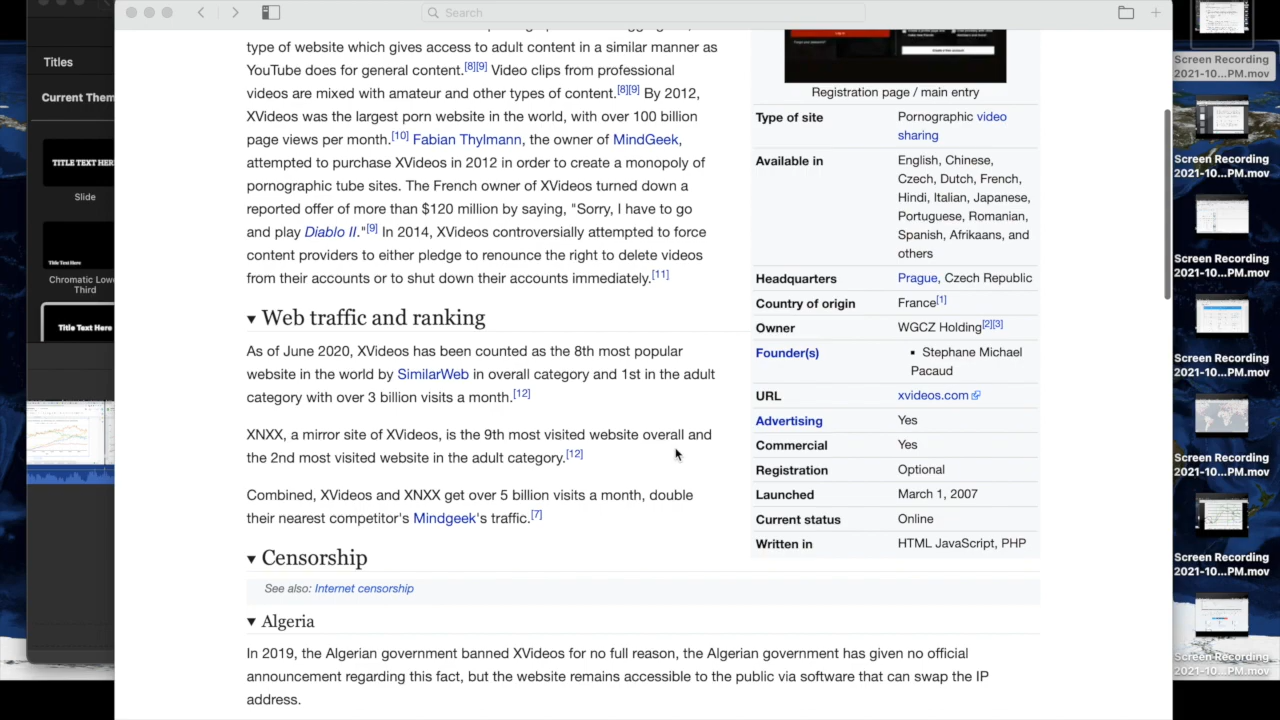 Search
Titles
Current Them
TITLE TEXT HER
Slide
Title Text Here
Chromatic Lowe
Third
Title Text Here
traffic which gives access to adult content in a similar manner as
YouTube does for general content.[8][9] Video clips from professional
videos are mixed with amateur and other types of content.[8][9] By 2012,
XVideos was the largest porn website in the world, with over 100 billion
page views per month.[10] Fabian Thylmann, the owner of MindGeek,
attempted to purchase XVideos in 2012 in order to create a monopoly of
pornographic tube sites. The French owner of XVideos turned down a
reported offer of more than $120 million by saying, "Sorry, I have to go
and play Diablo II."[9] In 2014, XVideos controversially attempted to force
content providers to either pledge to renounce the right to delete videos
from their accounts or to shut down their accounts immediately.[11]
Web traffic and ranking
As of June 2020, XVideos has been counted as the 8th most popular
website in the world by SimilarWeb in overall category and 1st in the adult
category with over 3 billion visits a month.[12]
XNXX, a mirror site of XVideos, is the 9th most visited website overall and
the 2nd most visited website in the adult category.[12]
Combined, XVideos and XNXX get over 5 billion visits a month, double
their nearest competitor's Mindgeek's traffic.[7]
Censorship
See also: Internet censorship
Algeria
In 2019, the Algerian government banned xvideos for no full reason, the Algerian government has given no official
announcement regarding this fact, but the site remains accessible to the public via software that can swap the IP
address.
Create a new account
Registration page / main entry
Type of site Pornographic video
sharing
Available in English, Chinese,
Czech, Dutch, French,
Hindi, Italian, Japanese,
Portuguese, Romanian,
Spanish, Afrikaans, and
others
Headquarters Prague, Czech Republic
Country of origin France[1]
Owner WGCZ Holding[2][3]
Founder(s) ▪ Stephane Michael
Pacaud
URL xvideos.com
Advertising Yes
Commercial Yes
Registration Optional
Launched March 1, 2007
Current status Online
Written in HTML JavaScript, PHP
Screen Recording
2021-10...PM.mov
Screen Recording
2021-10...PM.mov
Screen Recording
2021-10...PM.mov
Screen Recording
2021-10...PM.mov
Screen Recording
2021-10...PM.mov
Screen Recording
2021-10...PM.mov
Screen Recording
2021-10...PM.mov